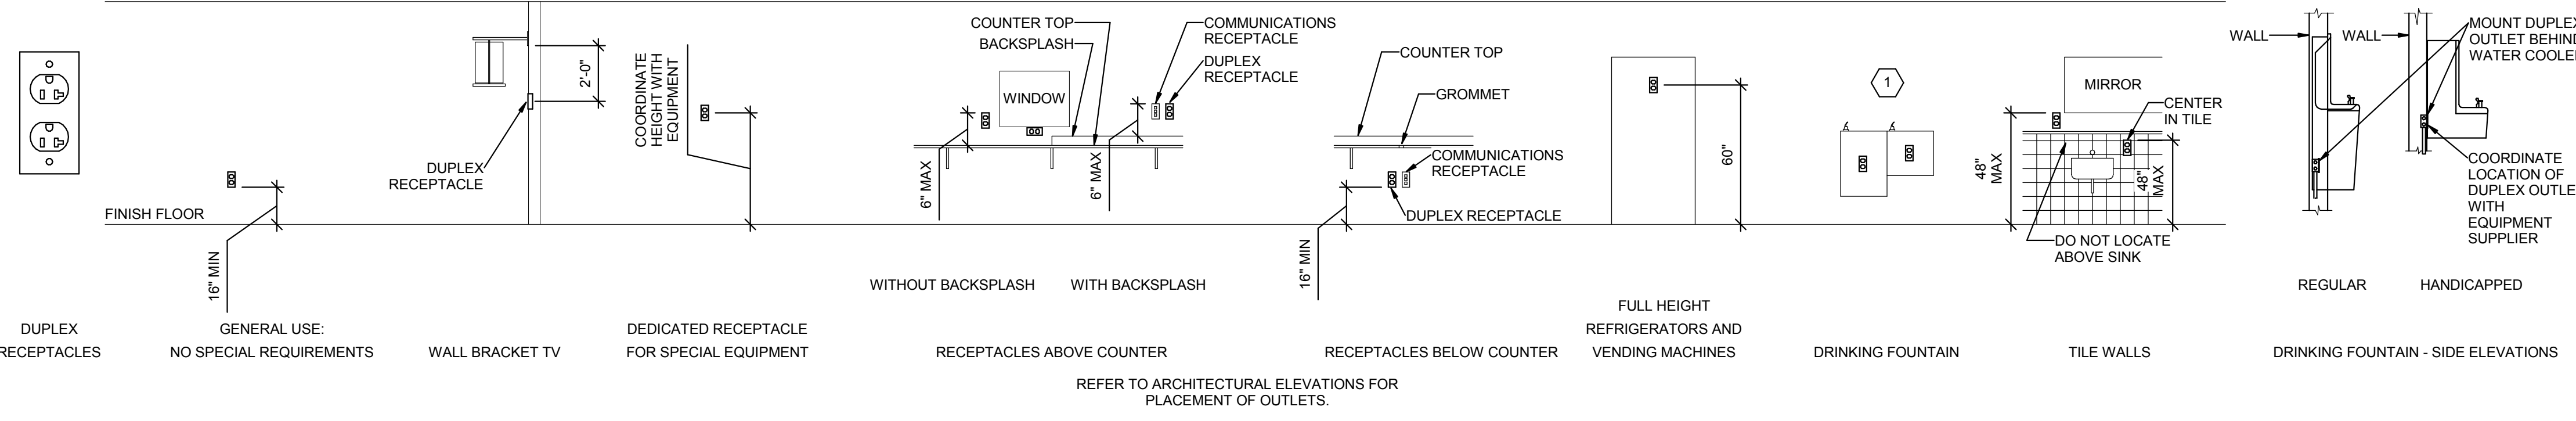 DUPLEX
RECEPTACLES
FINISH FLOOR
16" MIN
GENERAL USE:
NO SPECIAL REQUIREMENTS
2'-0"
DUPLEX
RECEPTACLE
WALL BRACKET TV
COORDINATE
HEIGHT WITH
EQUIPMENT
DEDICATED RECEPTACLE
FOR SPECIAL EQUIPMENT
COUNTER TOP
BACKSPLASH
WINDOW
COMMUNICATIONS
RECEPTACLE
DUPLEX
RECEPTACLE
6" MAX
6" MAX
WITHOUT BACKSPLASH
WITH BACKSPLASH
RECEPTACLES ABOVE COUNTER
REFER TO ARCHITECTURAL ELEVATIONS FOR
PLACEMENT OF OUTLETS.
COUNTER TOP
GROMMET
COMMUNICATIONS
RECEPTACLE
DUPLEX RECEPTACLE
16" MIN
RECEPTACLES BELOW COUNTER
60"
FULL HEIGHT
REFRIGERATORS AND
VENDING MACHINES
1
DRINKING FOUNTAIN
MIRROR
CENTER
IN TILE
48"
MAX
48"
MAX
DO NOT LOCATE
ABOVE SINK
TILE WALLS
WALL
WALL
MOUNT DUPLEX
OUTLET BEHIND
WATER COOLER
COORDINATE
LOCATION OF
DUPLEX OUTLE
WITH
EQUIPMENT
SUPPLIER
REGULAR
HANDICAPPED
DRINKING FOUNTAIN - SIDE ELEVATIONS